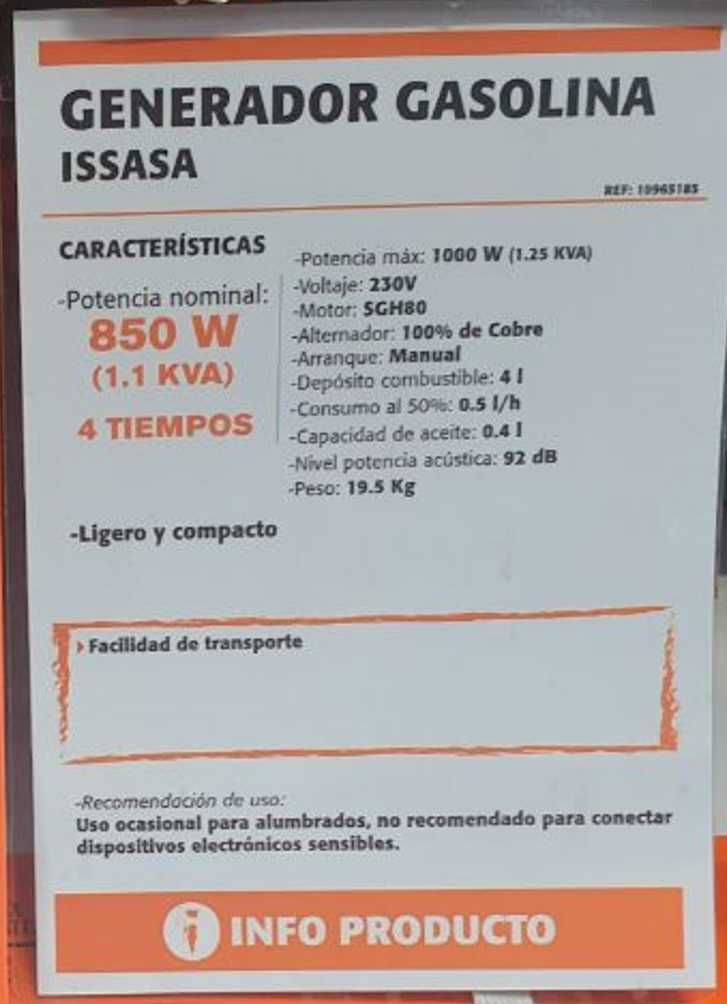 GENERADOR GASOLINA
ISSASA
REF: 10965185
CARACTERÍSTICAS
-Potencia nominal:
850 W
(1.1 KVA)
4 TIEMPOS
-Potencia máx: 1000 W (1.25 KVA)
-Voltaje: 230V
-Motor: SGH80
-Alternador: 100% de Cobre
-Arranque: Manual
-Depósito combustible: 4 l
-Consumo al 50%: 0.5 l/h
-Capacidad de aceite: 0.4 l
-Nivel potencia acústica: 92 dB
-Peso: 19.5 Kg
-Ligero y compacto
› Facilidad de transporte
-Recomendación de uso:
Uso ocasional para alumbrados, no recomendado para conectar
dispositivos electrónicos sensibles.
INFO PRODUCTO